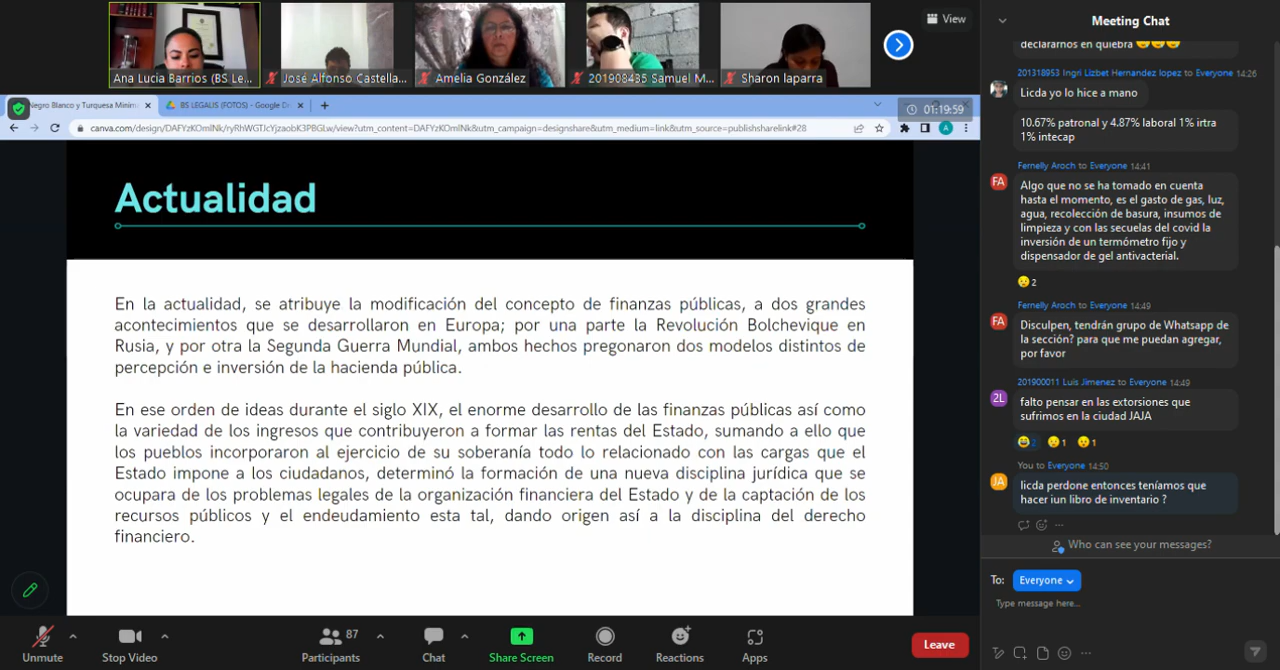 Ana Lucia Barrios (BS Le...
José Alfonso Castella...
Amelia González
201908435 Samuel M...
Sharon laparra
View
Negro Blanco y Turquesa Minim
BS LEGALIS (FOTOS) - Google D
01:19:59
canva.com/design/DAFYzKOmlNk/ryRhWGTJcYjzaobK3PBGLw/view?utm_content=DAFYzKOmlNk&utm_campaign=designshare&utm_medium=link&utm_source=publishsharelink#28
A
Actualidad
En la actualidad, se atribuye la modificación del concepto de finanzas públicas, a dos grandes
acontecimientos que se desarrollaron en Europa; por una parte la Revolución Bolchevique en
Rusia, y por otra la Segunda Guerra Mundial, ambos hechos pregonaron dos modelos distintos de
percepción e inversión de la hacienda pública.
En ese orden de ideas durante el siglo XIX, el enorme desarrollo de las finanzas públicas así como
la variedad de los ingresos que contribuyeron a formar las rentas del Estado, sumando a ello que
los pueblos incorporaron al ejercicio de su soberanía todo lo relacionado con las cargas que el
Estado impone a los ciudadanos, determinó la formación de una nueva disciplina jurídica que se
ocupara de los problemas legales de la organización financiera del Estado y de la captación de los
recursos públicos y el endeudamiento esta tal, dando origen así a la disciplina del derecho
financiero.
Unmute
Stop Video
87
Participants
Chat
Share Screen
Record
Reactions
Apps
Leave
Meeting Chat
declararnos en quiebra
201318953 Ingri Lizbet Hernandez lopez to Everyone 14:26
Licda yo lo hice a mano
10.67% patronal y 4.87% laboral 1% irtra
1% intecap
Fernelly Aroch to Everyone 14:41
FA
Algo que no se ha tomado en cuenta
hasta el momento, es el gasto de gas, luz,
agua, recolección de basura, insumos de
limpieza y con las secuelas del covid la
inversión de un termómetro fijo y
dispensador de gel antivacterial.
2
Fernelly Aroch to Everyone 14:49
FA
Disculpen, tendrán grupo de Whatsapp de
la sección? para que me puedan agregar,
por favor
201900011 Luis Jimenez to Everyone 14:49
2L
falto pensar en las extorsiones que
sufrimos en la ciudad JAJA
1 1
You to Everyone 14:50
JA
licda perdone entonces teníamos que
hacer iun libro de inventario ?
Who can see your messages?
To: Everyone
Type message here...